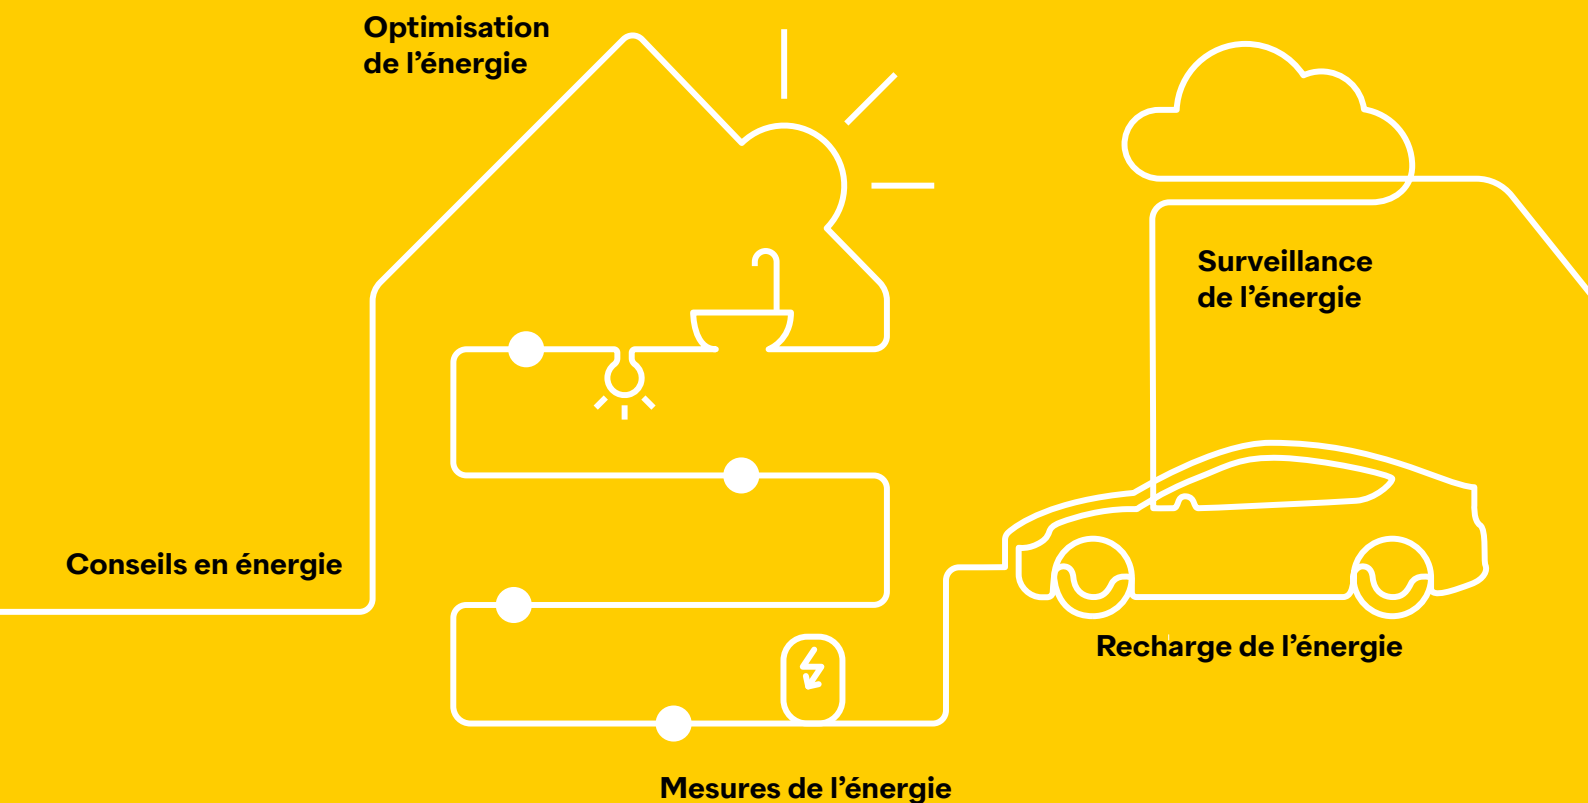 Optimisation
de l’énergie
Surveillance
de l’énergie
Conseils en énergie
Recharge de l’énergie
Mesures de l’énergie